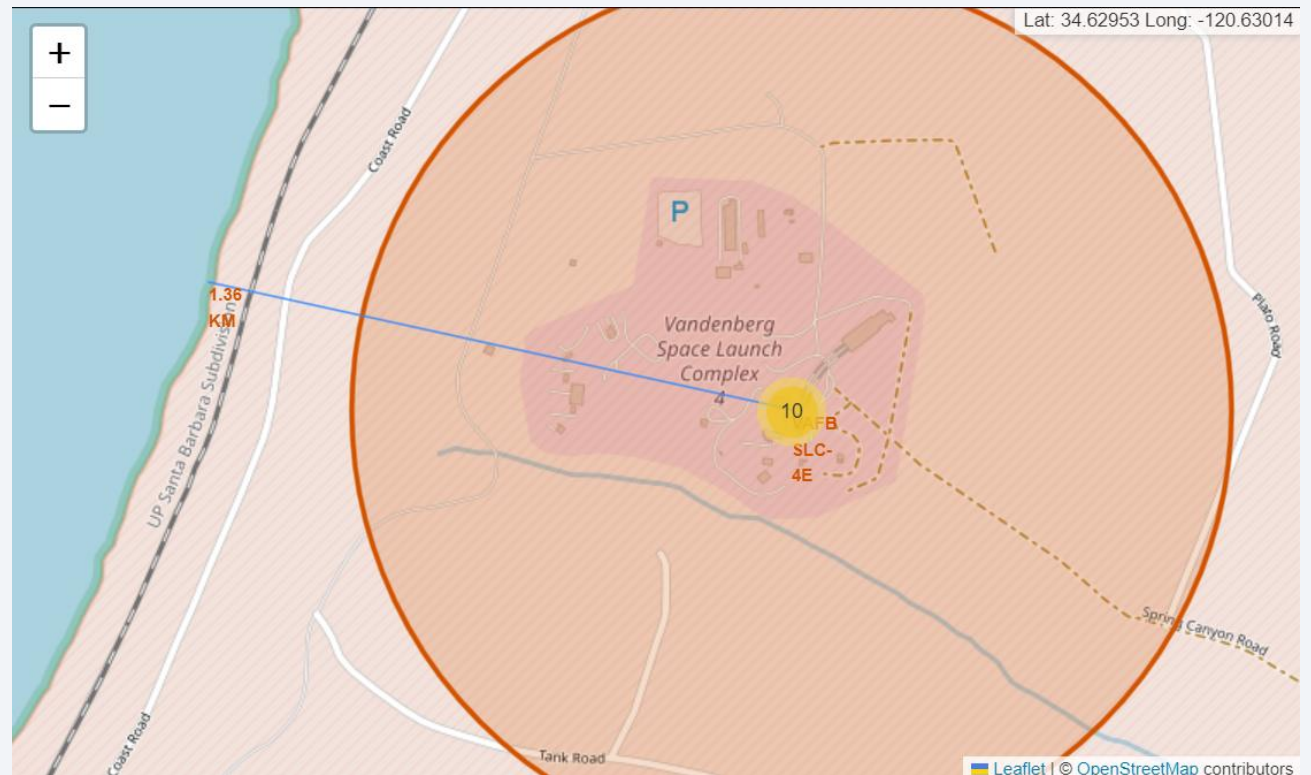 +
−
Lat: 34.62953 Long: -120.63014
Coast Road
P
1.36
KM
UP Santa Barbara Subdivision
Vandenberg
Space Launch
Complex
4
10
VAFB
SLC-
4E
Plato Road
Spring Canyon Road
Coast Road
Tank Road
Leaflet | © OpenStreetMap contributors